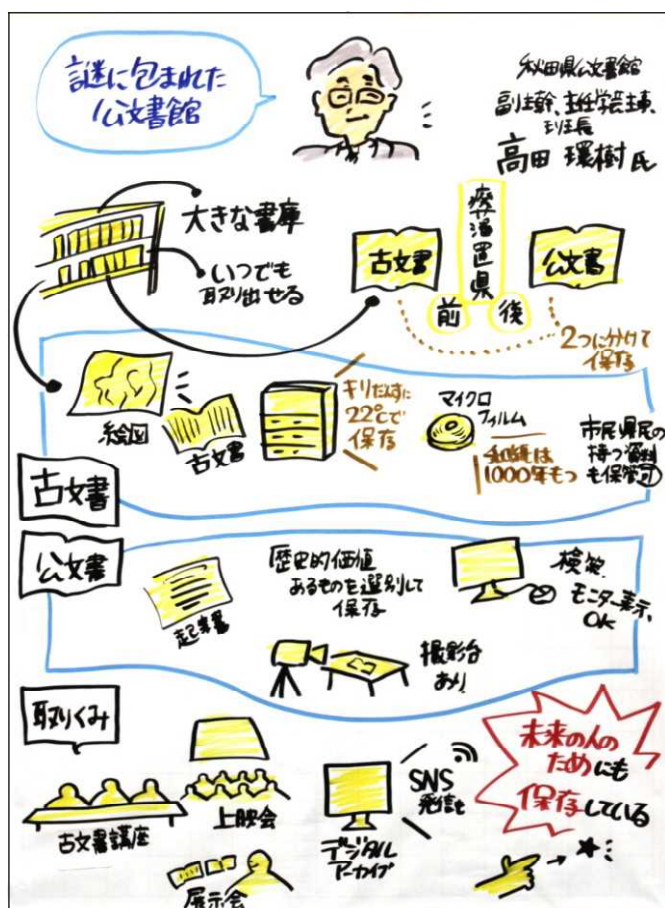 謎に包まれた
公文書館
秋田県公文書館
副主幹、主任学芸主事、
班長
高田 環樹 氏
大きな書庫
いつでも
取り出せる
古文書
廃藩置県
前
後
公文書
2つに分けて
保存
絵図
古文書
キリだんすに
22℃で
保存
マイクロ
フィルム
和紙は
1000年もつ
市民県民の
持つ資料
も保管可
古文書
公文書
起案書
歴史的価値
あるものを選別して
保存
検索
モニター表示、
OK
撮影台
あり
取りくみ
古文書講座
上映会
展示会
デジタル
アーカイブ
SNS
発信も
未来の人の
ためにも
保存している